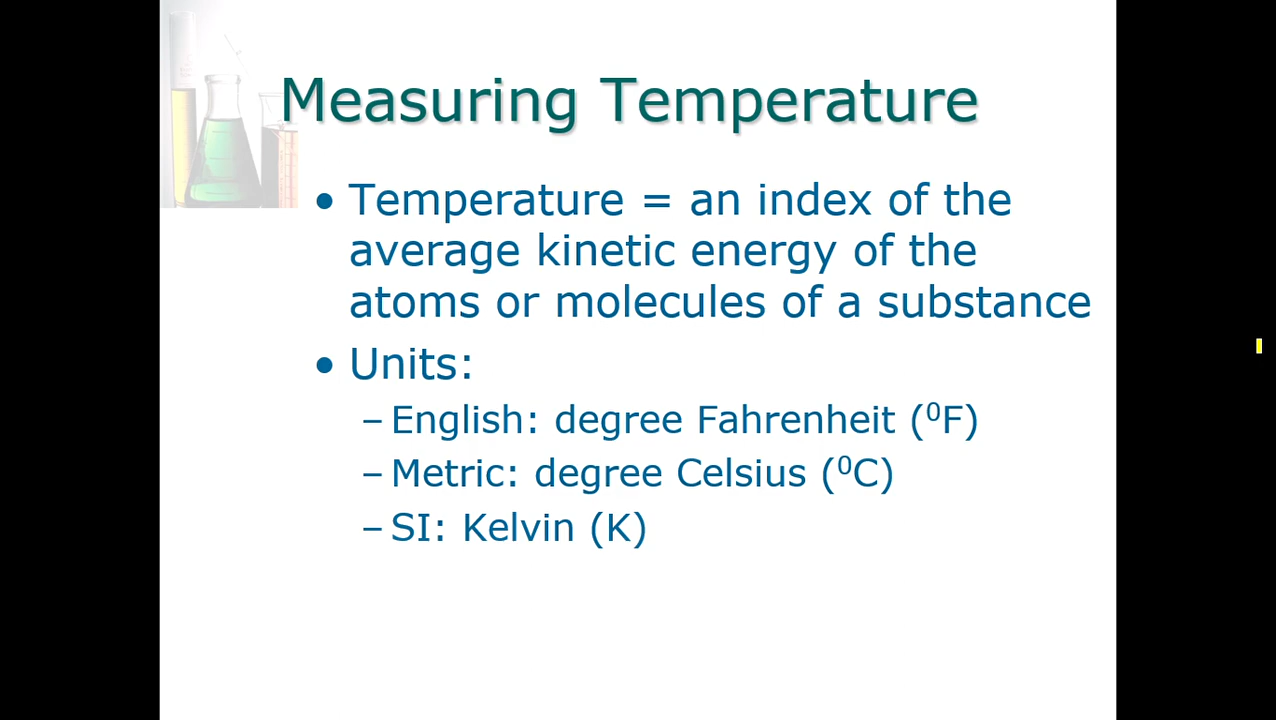 Measuring Temperature
• Temperature = an index of the
average kinetic energy of the
atoms or molecules of a substance
• Units:
– English: degree Fahrenheit (⁰F)
– Metric: degree Celsius (⁰C)
– SI: Kelvin (K)